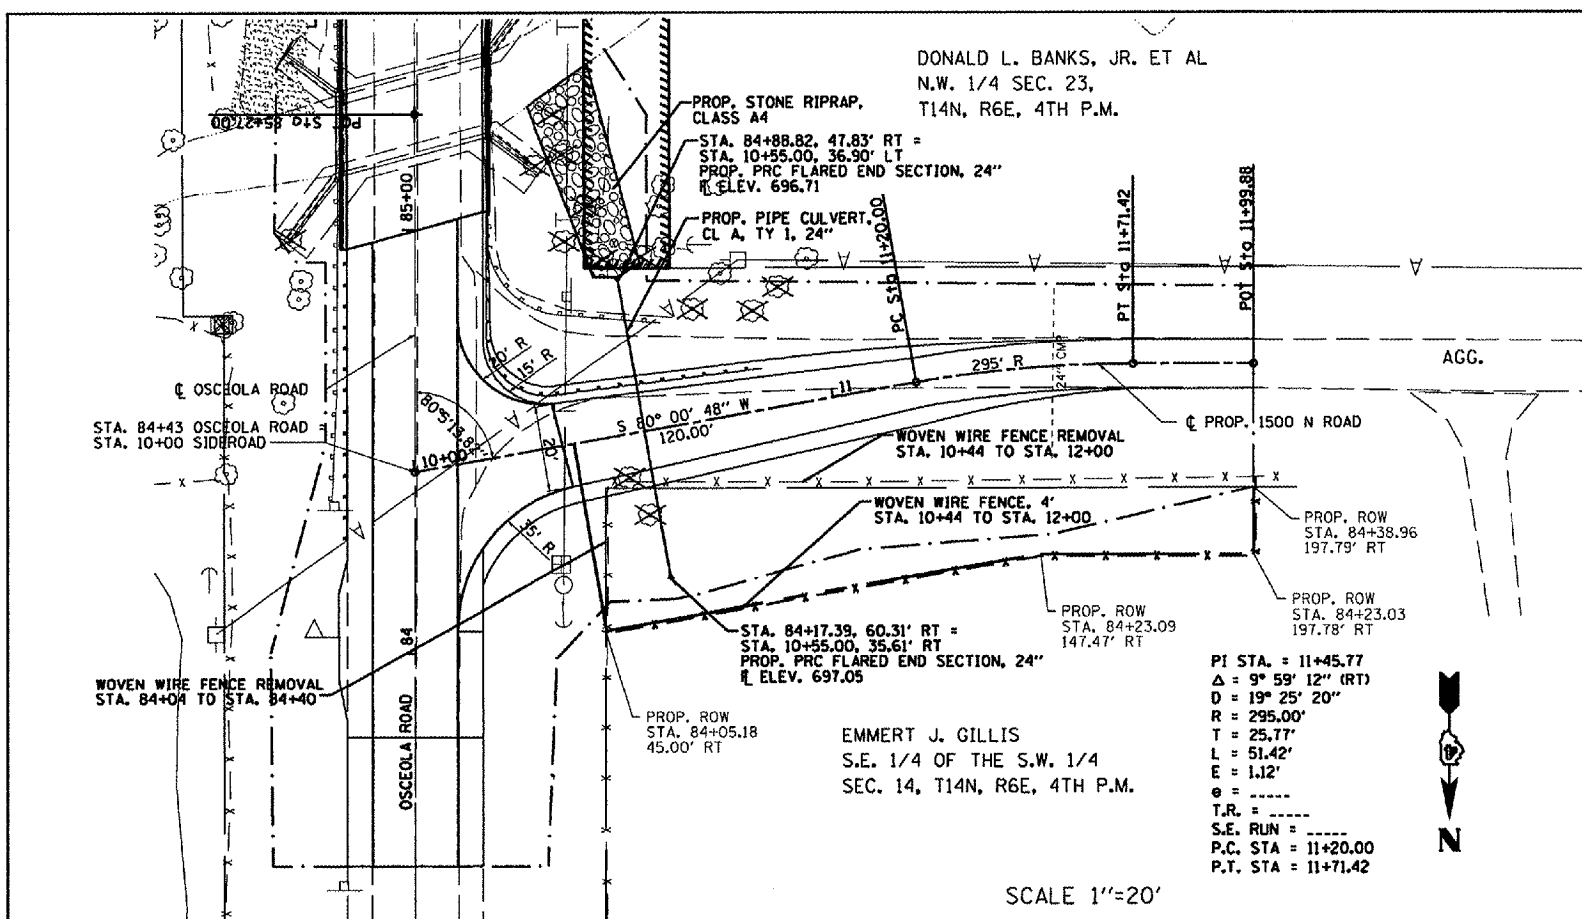 DONALD L. BANKS, JR. ET AL
N.W. 1/4 SEC. 23,
T14N, R6E, 4TH P.M.
PROP. STONE RIPRAP,
CLASS A4
STA. 84+88.82, 47.83' RT =
STA. 10+55.00, 36.90' LT
PROP. PRC FLARED END SECTION, 24"
ELEV. 696.71
PROP. PIPE CULVERT,
CL A, TY 1, 24"
POT Sta 85+27.00
85+00
PC Sta 11+20.00
PT Sta 11+71.42
POT Sta 11+99.88
20' R
15' R
295' R
24" CMP
AGG.
℄ OSCEOLA ROAD
STA. 84+43 OSCEOLA ROAD =
STA. 10+00 SIDEROAD
10+00
S 80° 00' 48" W
120.00'
11
20'
℄ PROP. 1500 N ROAD
WOVEN WIRE FENCE REMOVAL
STA. 10+44 TO STA. 12+00
WOVEN WIRE FENCE, 4'
STA. 10+44 TO STA. 12+00
35' R
PROP. ROW
STA. 84+38.96
197.79' RT
PROP. ROW
STA. 84+23.03
197.78' RT
PROP. ROW
STA. 84+23.09
147.47' RT
STA. 84+17.39, 60.31' RT =
STA. 10+55.00, 35.61' RT
PROP. PRC FLARED END SECTION, 24"
ELEV. 697.05
84
OSCEOLA ROAD
WOVEN WIRE FENCE REMOVAL
STA. 84+04 TO STA. 84+40
PROP. ROW
STA. 84+05.18
45.00' RT
EMMERT J. GILLIS
S.E. 1/4 OF THE S.W. 1/4
SEC. 14, T14N, R6E, 4TH P.M.
PI STA. = 11+45.77
Δ = 9° 59' 12" (RT)
D = 19° 25' 20"
R = 295.00'
T = 25.77'
L = 51.42'
E = 1.12'
e = -----
T.R. = -----
S.E. RUN = -----
P.C. STA = 11+20.00
P.T. STA = 11+71.42
N
SCALE 1"=20'